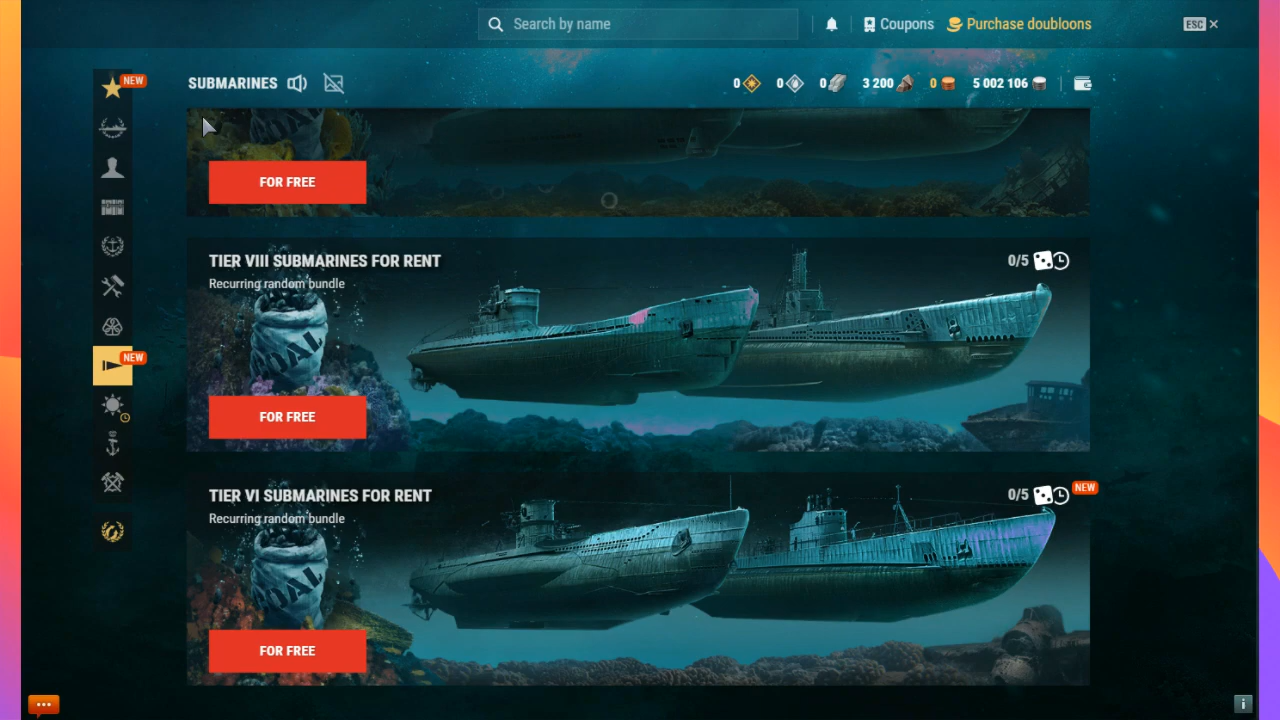 Search by name
Coupons
Purchase doubloons
ESC
NEW
SUBMARINES
0
0
0
3 200
0
5 002 106
FOR FREE
TIER VIII SUBMARINES FOR RENT
0/5
Recurring random bundle
COAL
NEW
FOR FREE
TIER VI SUBMARINES FOR RENT
0/5
NEW
Recurring random bundle
COAL
FOR FREE